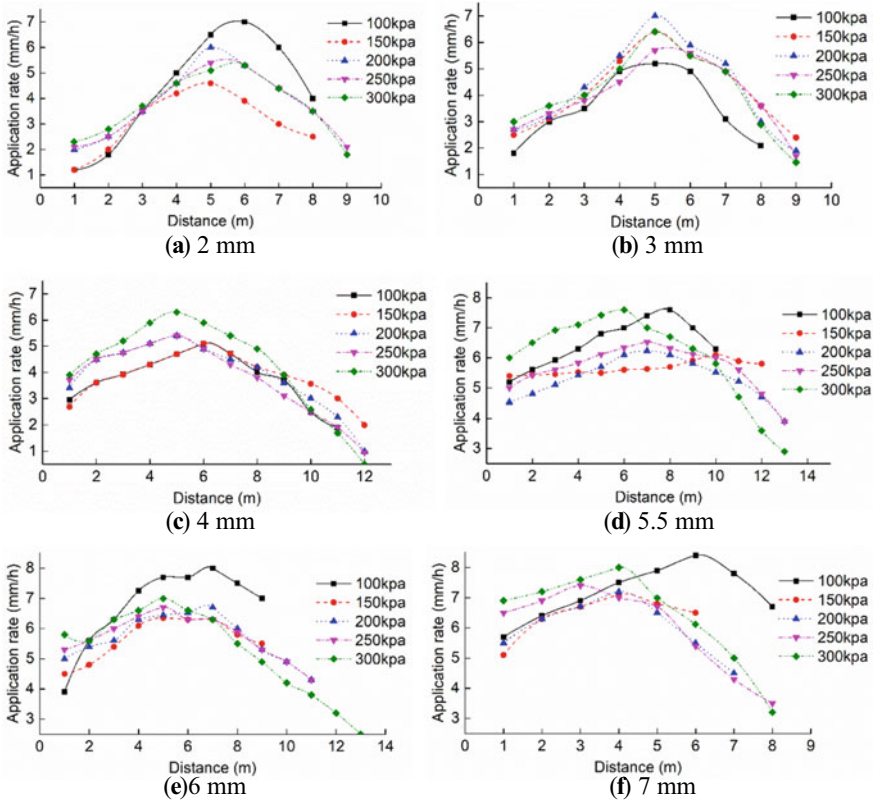 7
6
5
4
3
2
1
Application rate (mm/h)
100kpa
150kpa
200kpa
250kpa
300kpa
0 1 2 3 4 5 6 7 8 9 10
Distance (m)
(a) 2 mm
7
6
5
4
3
2
1
Application rate (mm/h)
100kpa
150kpa
200kpa
250kpa
300kpa
0 1 2 3 4 5 6 7 8 9 10
Distance (m)
(b) 3 mm
7
6
5
4
3
2
1
Application rate (mm/h)
100kpa
150kpa
200kpa
250kpa
300kpa
0 2 4 6 8 10 12
Distance (m)
(c) 4 mm
8
7
6
5
4
3
Application rate (mm/h)
100kpa
150kpa
200kpa
250kpa
300kpa
0 2 4 6 8 10 12 14
Distance (m)
(d) 5.5 mm
8
7
6
5
4
3
Application rate (mm/h)
100kpa
150kpa
200kpa
250kpa
300kpa
0 2 4 6 8 10 12 14
Distance (m)
(e)6 mm
8
7
6
5
4
3
Application rate (mm/h)
100kpa
150kpa
200kpa
250kpa
300kpa
0 1 2 3 4 5 6 7 8 9
Distance (m)
(f) 7 mm